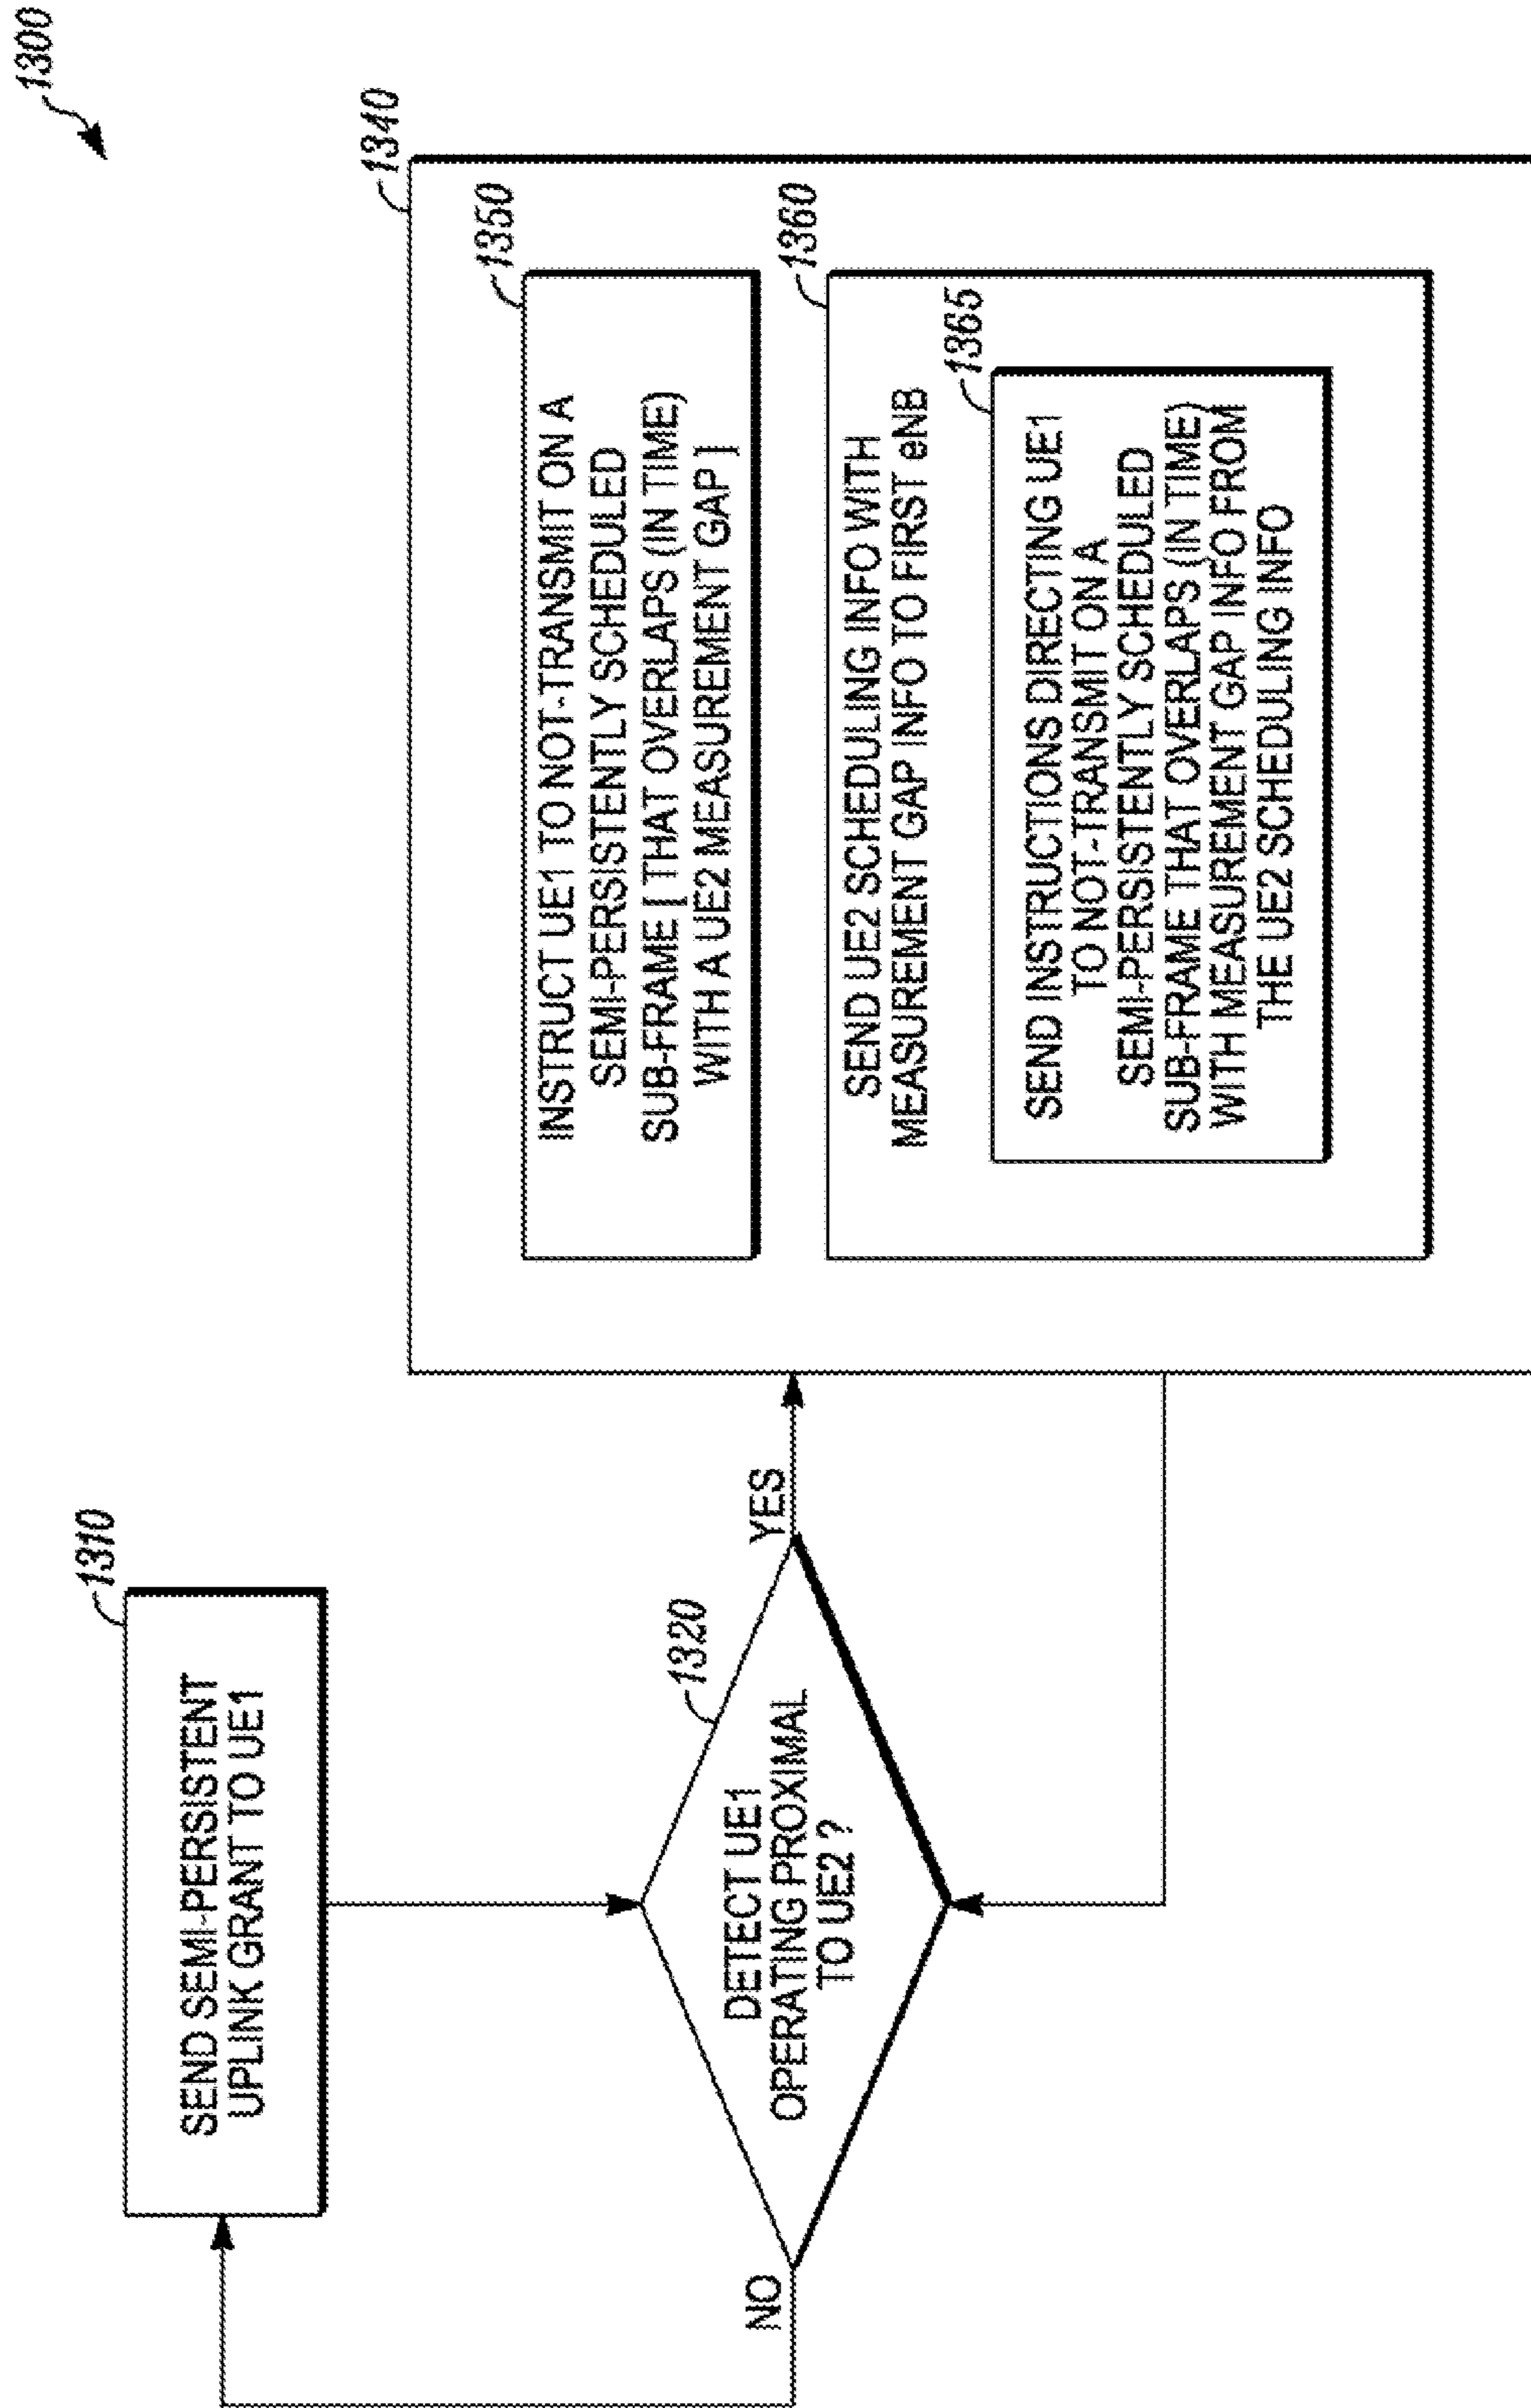 1300
1310
SEND SEMI-PERSISTENT
UPLINK GRANT TO UE1
1320
DETECT UE1
OPERATING PROXIMAL
TO UE2 ?
NO
YES
1340
1350
INSTRUCT UE1 TO NOT-TRANSMIT ON A
SEMI-PERSISTENTLY SCHEDULED
SUB-FRAME [ THAT OVERLAPS (IN TIME)
WITH A UE2 MEASUREMENT GAP ]
1360
SEND UE2 SCHEDULING INFO WITH
MEASUREMENT GAP INFO TO FIRST eNB
1365
SEND INSTRUCTIONS DIRECTING UE1
TO NOT-TRANSMIT ON A
SEMI-PERSISTENTLY SCHEDULED
SUB-FRAME THAT OVERLAPS (IN TIME)
WITH MEASUREMENT GAP INFO FROM
THE UE2 SCHEDULING INFO